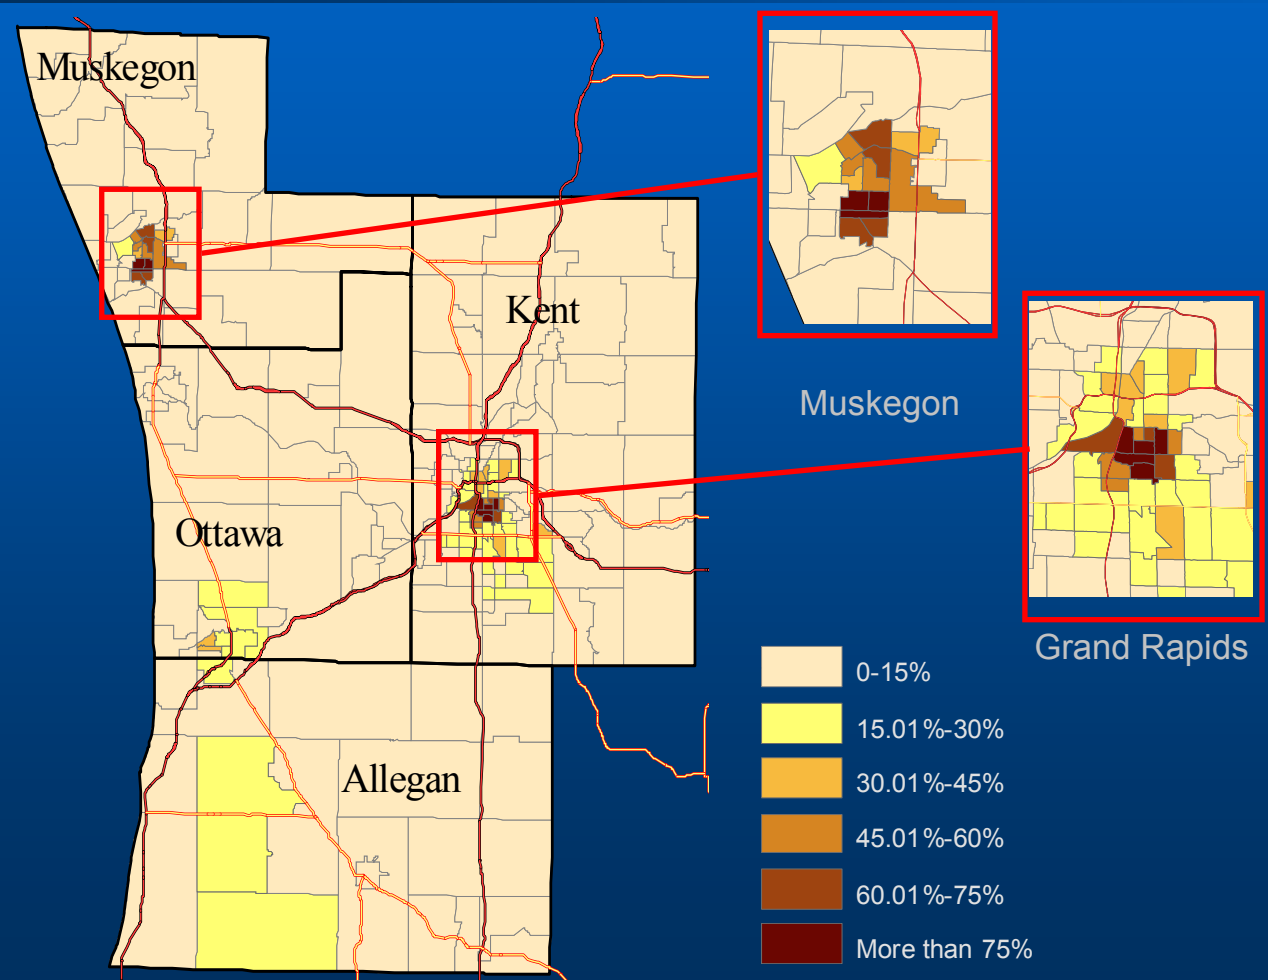 Muskegon
Kent
Muskegon
Ottawa
Grand Rapids
Allegan
0-15%
15.01%-30%
30.01%-45%
45.01%-60%
60.01%-75%
More than 75%